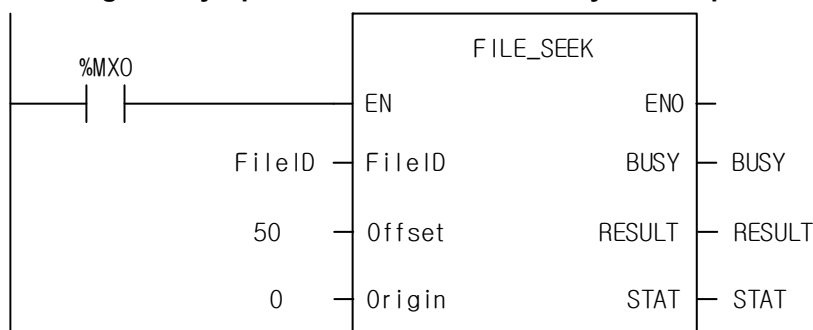 FILE_SEEK
%MX0
EN ENO
FileID FileID BUSY BUSY
50 Offset RESULT RESULT
0 Origin STAT STAT